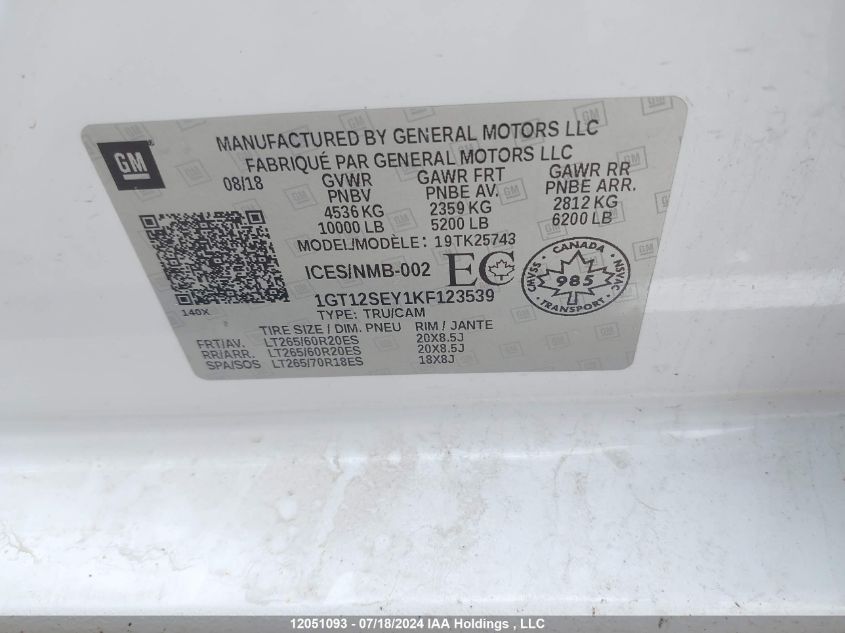 MANUFACTURED BY GENERAL MOTORS LLC
FABRIQUÉ PAR GENERAL MOTORS LLC
GM
08/18 GVWR GAWR FRT GAWR RR
PNBV PNBE AV. PNBE ARR.
4536 KG 2359 KG 2812 KG
10000 LB 5200 LB 6200 LB
MODEL/MODÈLE: 19TK25743
ICES/NMB-002 EC
CANADA
CMVSS 985 NSVAC
1GT12SEY1KF123539
140X
TYPE: TRU/CAM
TIRE SIZE / DIM. PNEU RIM / JANTE
FRT/AV. LT265/60R20ES 20X8.5J
RR/ARR. LT265/60R20ES 20X8.5J
SPA/SOS LT265/70R18ES 18X8J
12051093 - 07/18/2024 IAA Holdings , LLC